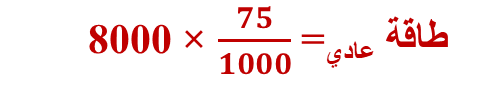 طاقة عادي = 75/1000 × 8000